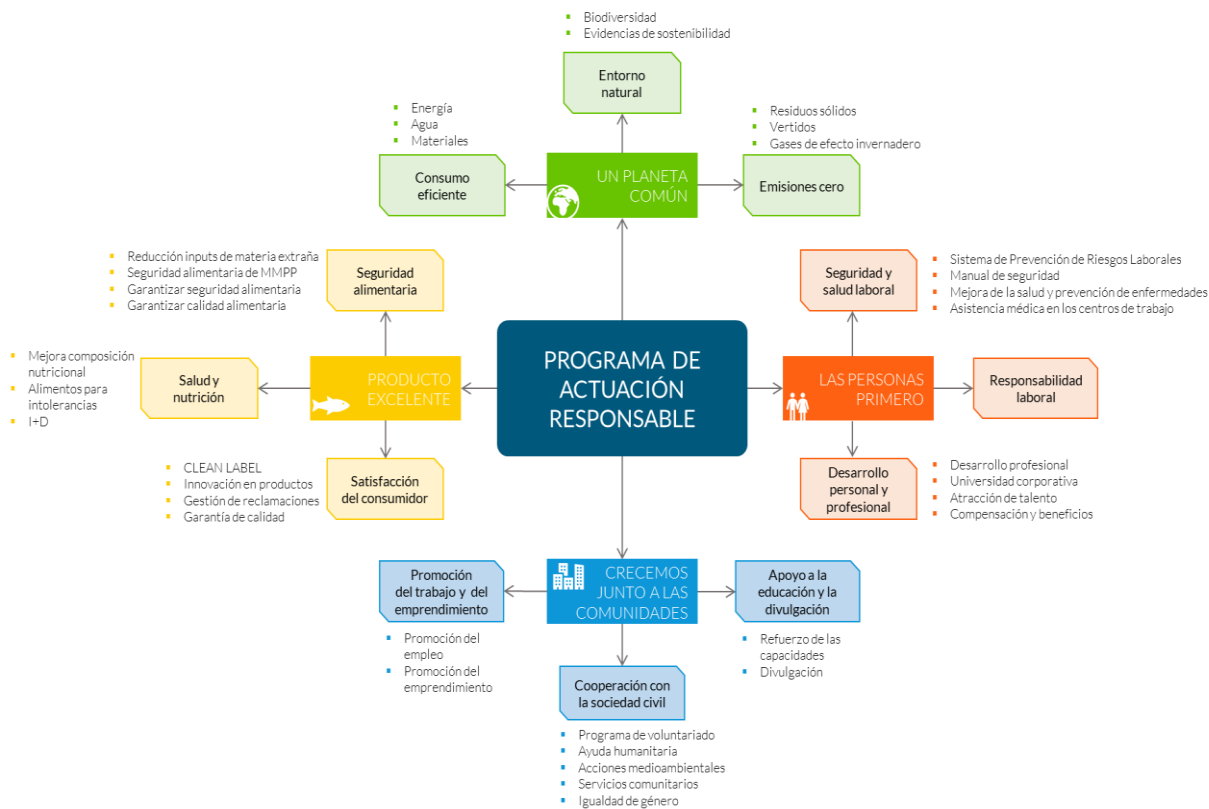 Biodiversidad
Evidencias de sostenibilidad
Entorno
natural
Energía
Agua
Materiales
Consumo
eficiente
UN PLANETA
COMÚN
Residuos sólidos
Vertidos
Gases de efecto invernadero
Emisiones cero
Reducción inputs de materia extraña
Seguridad alimentaria de MMPP
Garantizar seguridad alimentaria
Garantizar calidad alimentaria
Seguridad
alimentaria
Seguridad y
salud laboral
Sistema de Prevención de Riesgos Laborales
Manual de seguridad
Mejora de la salud y prevención de enfermedades
Asistencia médica en los centros de trabajo
Mejora composición
nutricional
Alimentos para
intolerancias
I+D
Salud y
nutrición
PRODUCTO
EXCELENTE
PROGRAMA DE
ACTUACIÓN
RESPONSABLE
LAS PERSONAS
PRIMERO
Responsabilidad
laboral
CLEAN LABEL
Innovación en productos
Gestión de reclamaciones
Garantía de calidad
Satisfacción
del consumidor
Desarrollo
personal y
profesional
Desarrollo profesional
Universidad corporativa
Atracción de talento
Compensación y beneficios
Promoción
del trabajo y del
emprendimiento
Promoción del
empleo
Promoción del
emprendimiento
CRECEMOS
JUNTO A LAS
COMUNIDADES
Apoyo a la
educación y la
divulgación
Refuerzo de las
capacidades
Divulgación
Cooperación con
la sociedad civil
Programa de voluntariado
Ayuda humanitaria
Acciones medioambientales
Servicios comunitarios
Igualdad de género